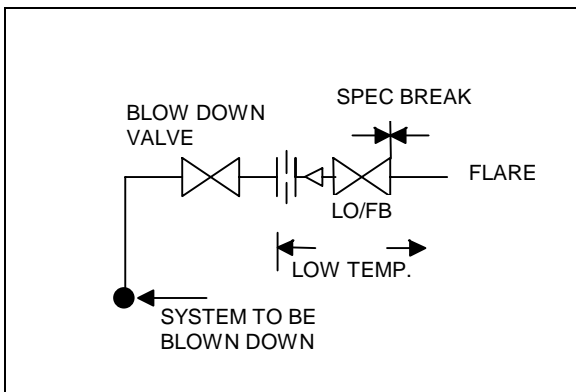 SPEC BREAK
BLOW DOWN
VALVE
FLARE
LO/FB
LOW TEMP.
SYSTEM TO BE
BLOWN DOWN